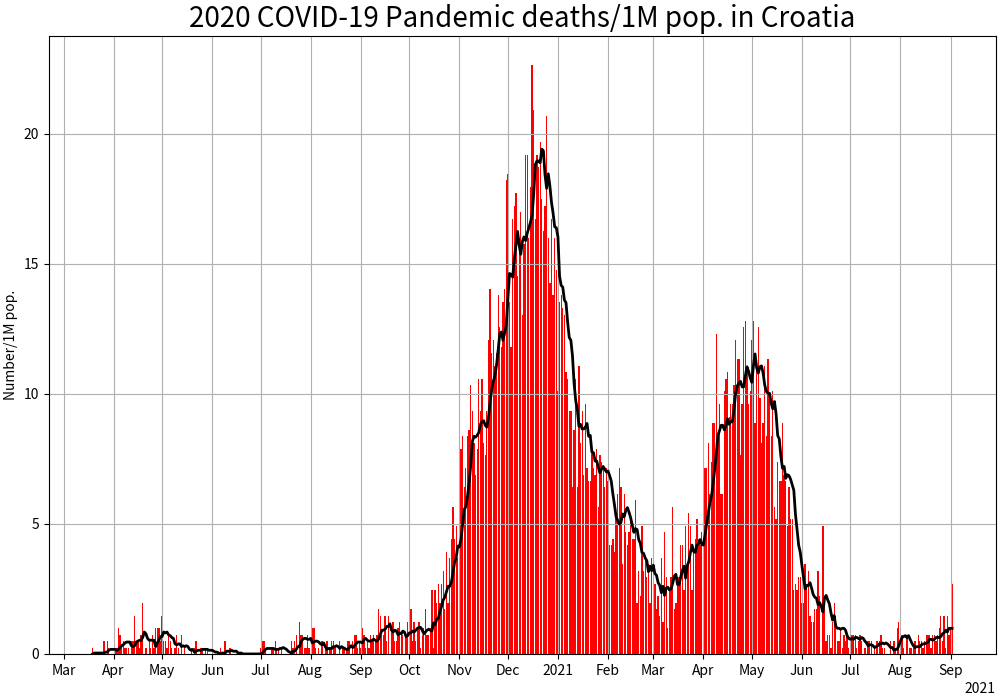 2020 COVID-19 Pandemic deaths/1M pop. in Croatia
Number/1M pop.
20
15
10
5
0
Mar Apr May Jun Jul Aug Sep Oct Nov Dec 2021 Feb Mar Apr May Jun Jul Aug Sep
2021